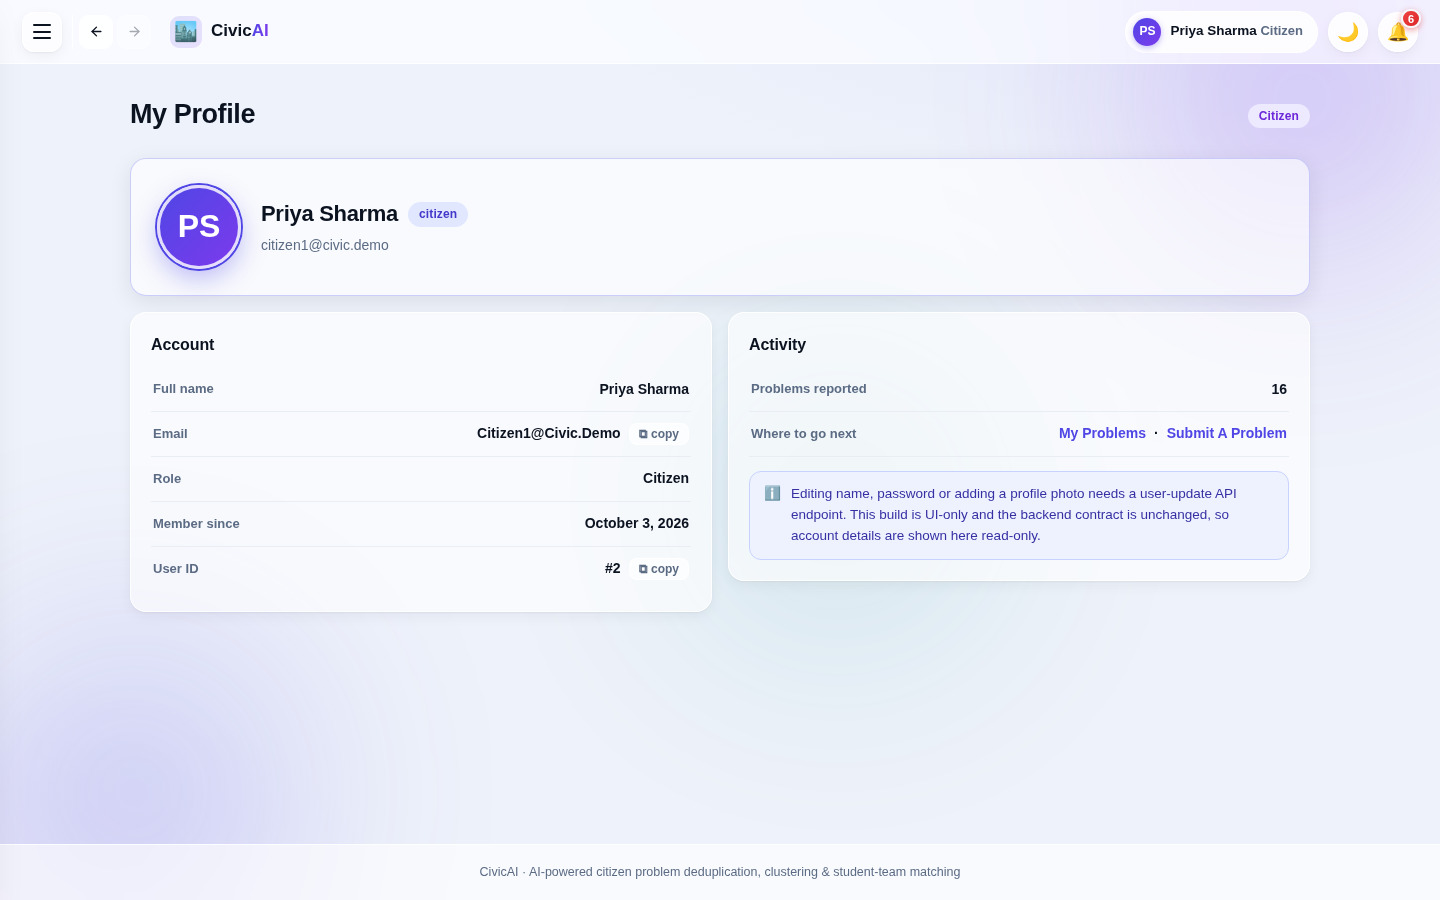 CivicAI
PS Priya Sharma Citizen
6
My Profile
Citizen
PS
Priya Sharma citizen
citizen1@civic.demo
Account
Full name Priya Sharma
Email Citizen1@Civic.Demo ⧉ copy
Role Citizen
Member since October 3, 2026
User ID #2 ⧉ copy
Activity
Problems reported 16
Where to go next My Problems · Submit A Problem
ℹ️ Editing name, password or adding a profile photo needs a user-update API
endpoint. This build is UI-only and the backend contract is unchanged, so
account details are shown here read-only.
CivicAI · AI-powered citizen problem deduplication, clustering & student-team matching